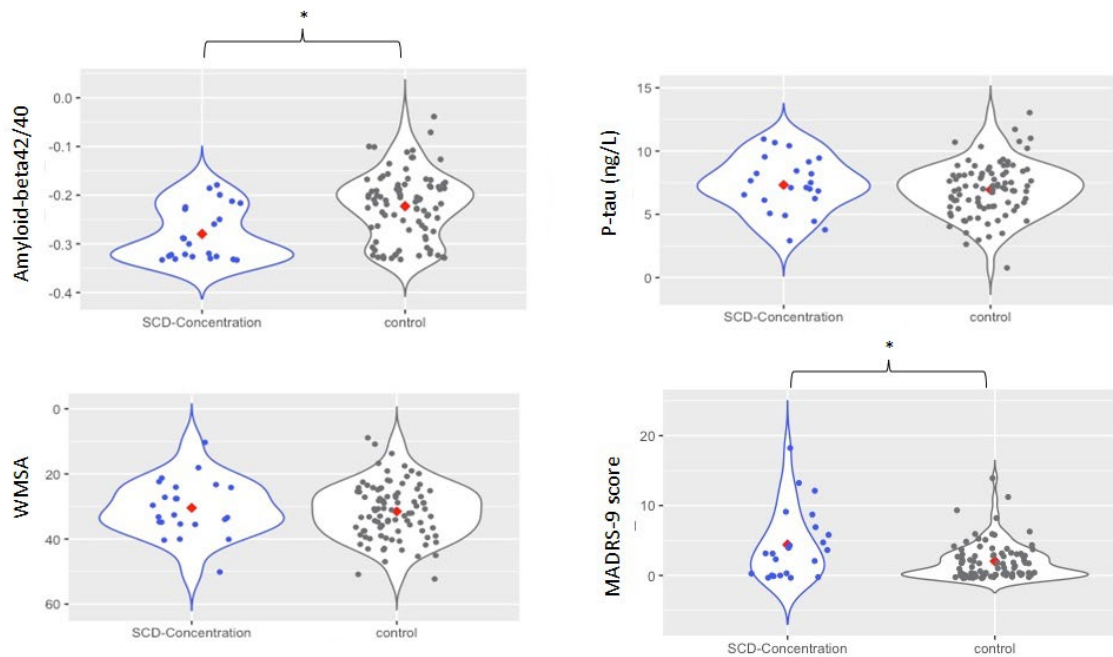 *
Amyloid-beta42/40
0.0
-0.1
-0.2
-0.3
-0.4
SCD-Concentration
control
P-tau (ng/L)
15
10
5
0
SCD-Concentration
control
WMSA
0
20
40
60
SCD-Concentration
control
*
MADRS-9 score
20
10
0
SCD-Concentration
control